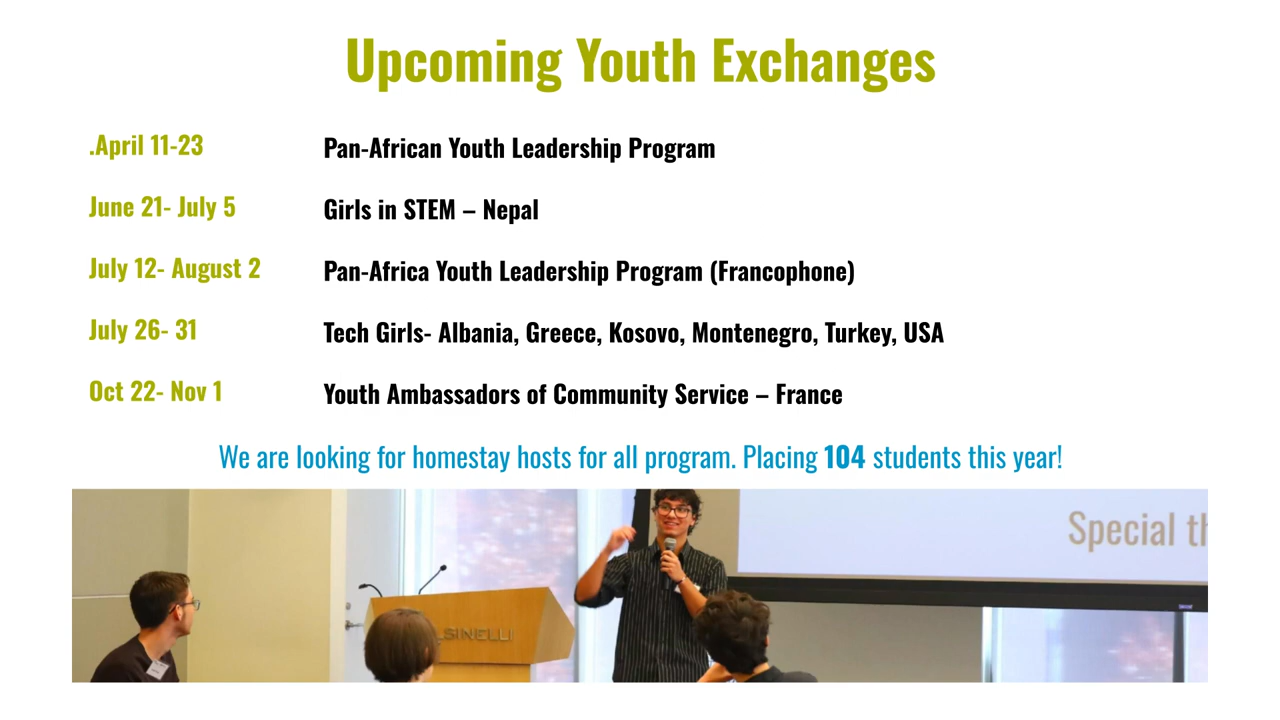 Upcoming Youth Exchanges
.April 11-23 Pan-African Youth Leadership Program
June 21- July 5 Girls in STEM – Nepal
July 12- August 2 Pan-Africa Youth Leadership Program (Francophone)
July 26- 31 Tech Girls- Albania, Greece, Kosovo, Montenegro, Turkey, USA
Oct 22- Nov 1 Youth Ambassadors of Community Service – France
We are looking for homestay hosts for all program. Placing 104 students this year!
Special th
LSINELLI